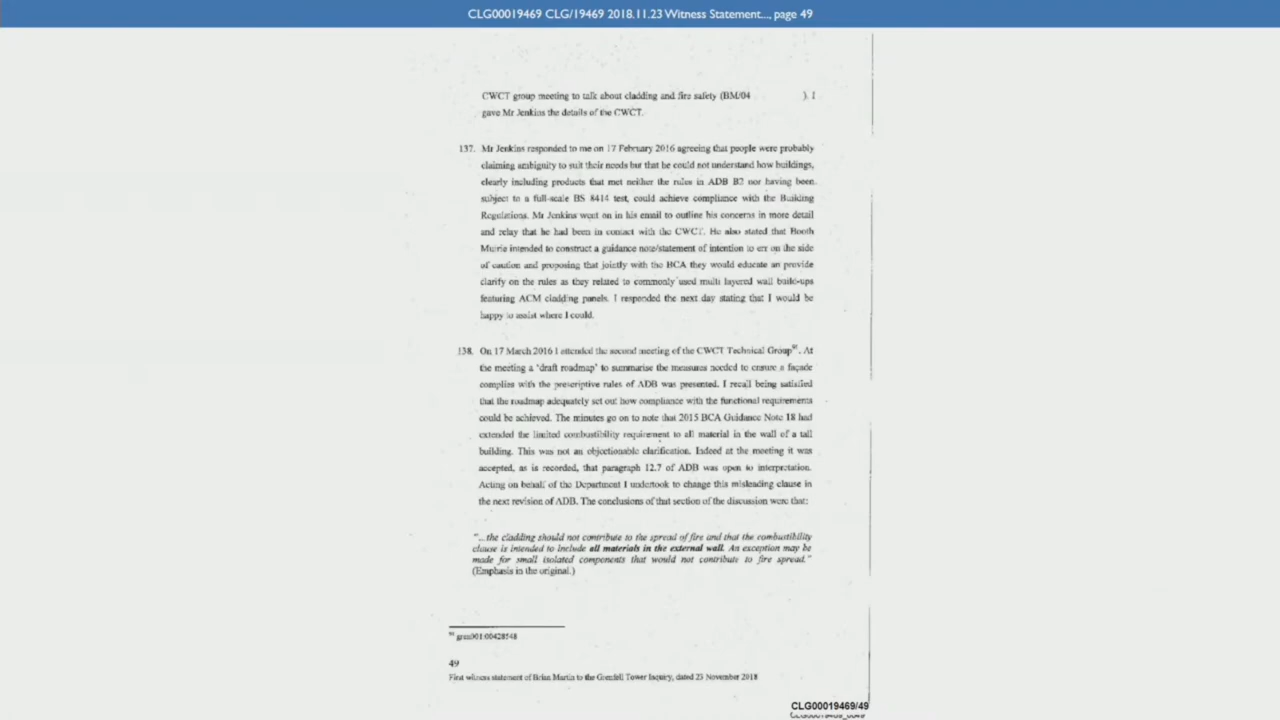 CLG00019469 CLG/19469 2018.11.23 Witness Statement..., page 49
CWCT group meeting to talk about cladding and fire safety (BM/04 ). I
gave Mr Jenkins the details of the CWCT.
137. Mr Jenkins responded to me on 17 February 2016 agreeing that people were probably
claiming ambiguity to suit their needs but that he could not understand how buildings,
clearly including products that met neither the rules in ADB B2 nor having been
subject to a full-scale BS 8414 test, could achieve compliance with the Building
Regulations. Mr Jenkins went on in his email to outline his concerns in more detail
and relay that he had been in contact with the CWCT. He also stated that Booth
Muirie intended to construct a guidance note/statement of intention to err on the side
of caution and proposing that jointly with the BCA they would educate an provide
clarify on the rules as they related to commonly used multi layered wall build-ups
featuring ACM cladding panels. I responded the next day stating that I would be
happy to assist where I could.
138. On 17 March 2016 I attended the second meeting of the CWCT Technical Group. At
the meeting a 'draft roadmap' to summarise the measures needed to ensure a façade
complies with the prescriptive rules of ADB was presented. I recall being satisfied
that the roadmap adequately set out how compliance with the functional requirements
could be achieved. The minutes go on to note that 2015 BCA Guidance Note 18 had
extended the limited combustibility requirement to all material in the wall of a tall
building. This was not an objectionable clarification. Indeed at the meeting it was
accepted, as is recorded, that paragraph 12.7 of ADB was open to interpretation.
Acting on behalf of the Department I undertook to change this misleading clause in
the next revision of ADB. The conclusions of that section of the discussion were that:
"...the cladding should not contribute to the spread of fire and that the combustibility
clause is intended to include all materials in the external wall. An exception may be
made for small isolated components that would not contribute to fire spread."
(Emphasis in the original.)
49
First witness statement of Brian Martin to the Grenfell Tower Inquiry, dated 23 November 2018
CLG00019469/49